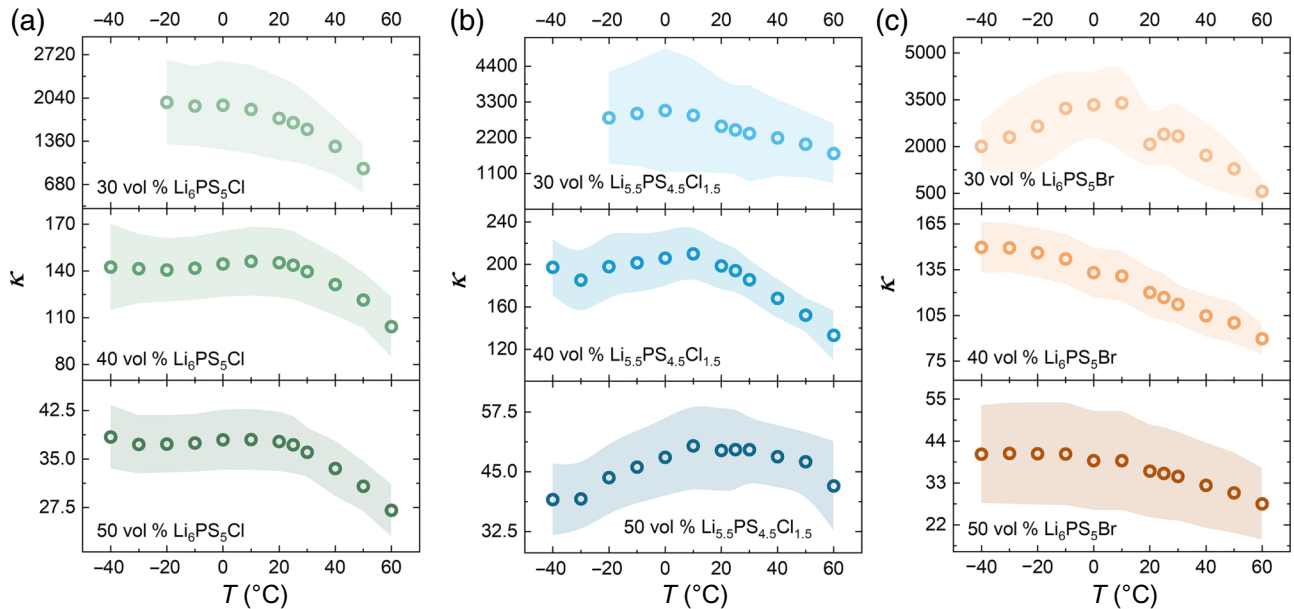 (a)
−40 −20 0 20 40 60
2720
2040
1360
680
30 vol % Li₆PS₅Cl
170
140
110
80
κ
40 vol % Li₆PS₅Cl
42.5
35.0
27.5
50 vol % Li₆PS₅Cl
−40 −20 0 20 40 60
T (°C)
(b)
−40 −20 0 20 40 60
4400
3300
2200
1100
30 vol % Li₅.₅PS₄.₅Cl₁.₅
240
200
160
120
κ
40 vol % Li₅.₅PS₄.₅Cl₁.₅
57.5
45.0
32.5
50 vol % Li₅.₅PS₄.₅Cl₁.₅
−40 −20 0 20 40 60
T (°C)
(c)
−40 −20 0 20 40 60
5000
3500
2000
500
30 vol % Li₆PS₅Br
165
135
105
75
κ
40 vol % Li₆PS₅Br
55
44
33
22
50 vol % Li₆PS₅Br
−40 −20 0 20 40 60
T (°C)